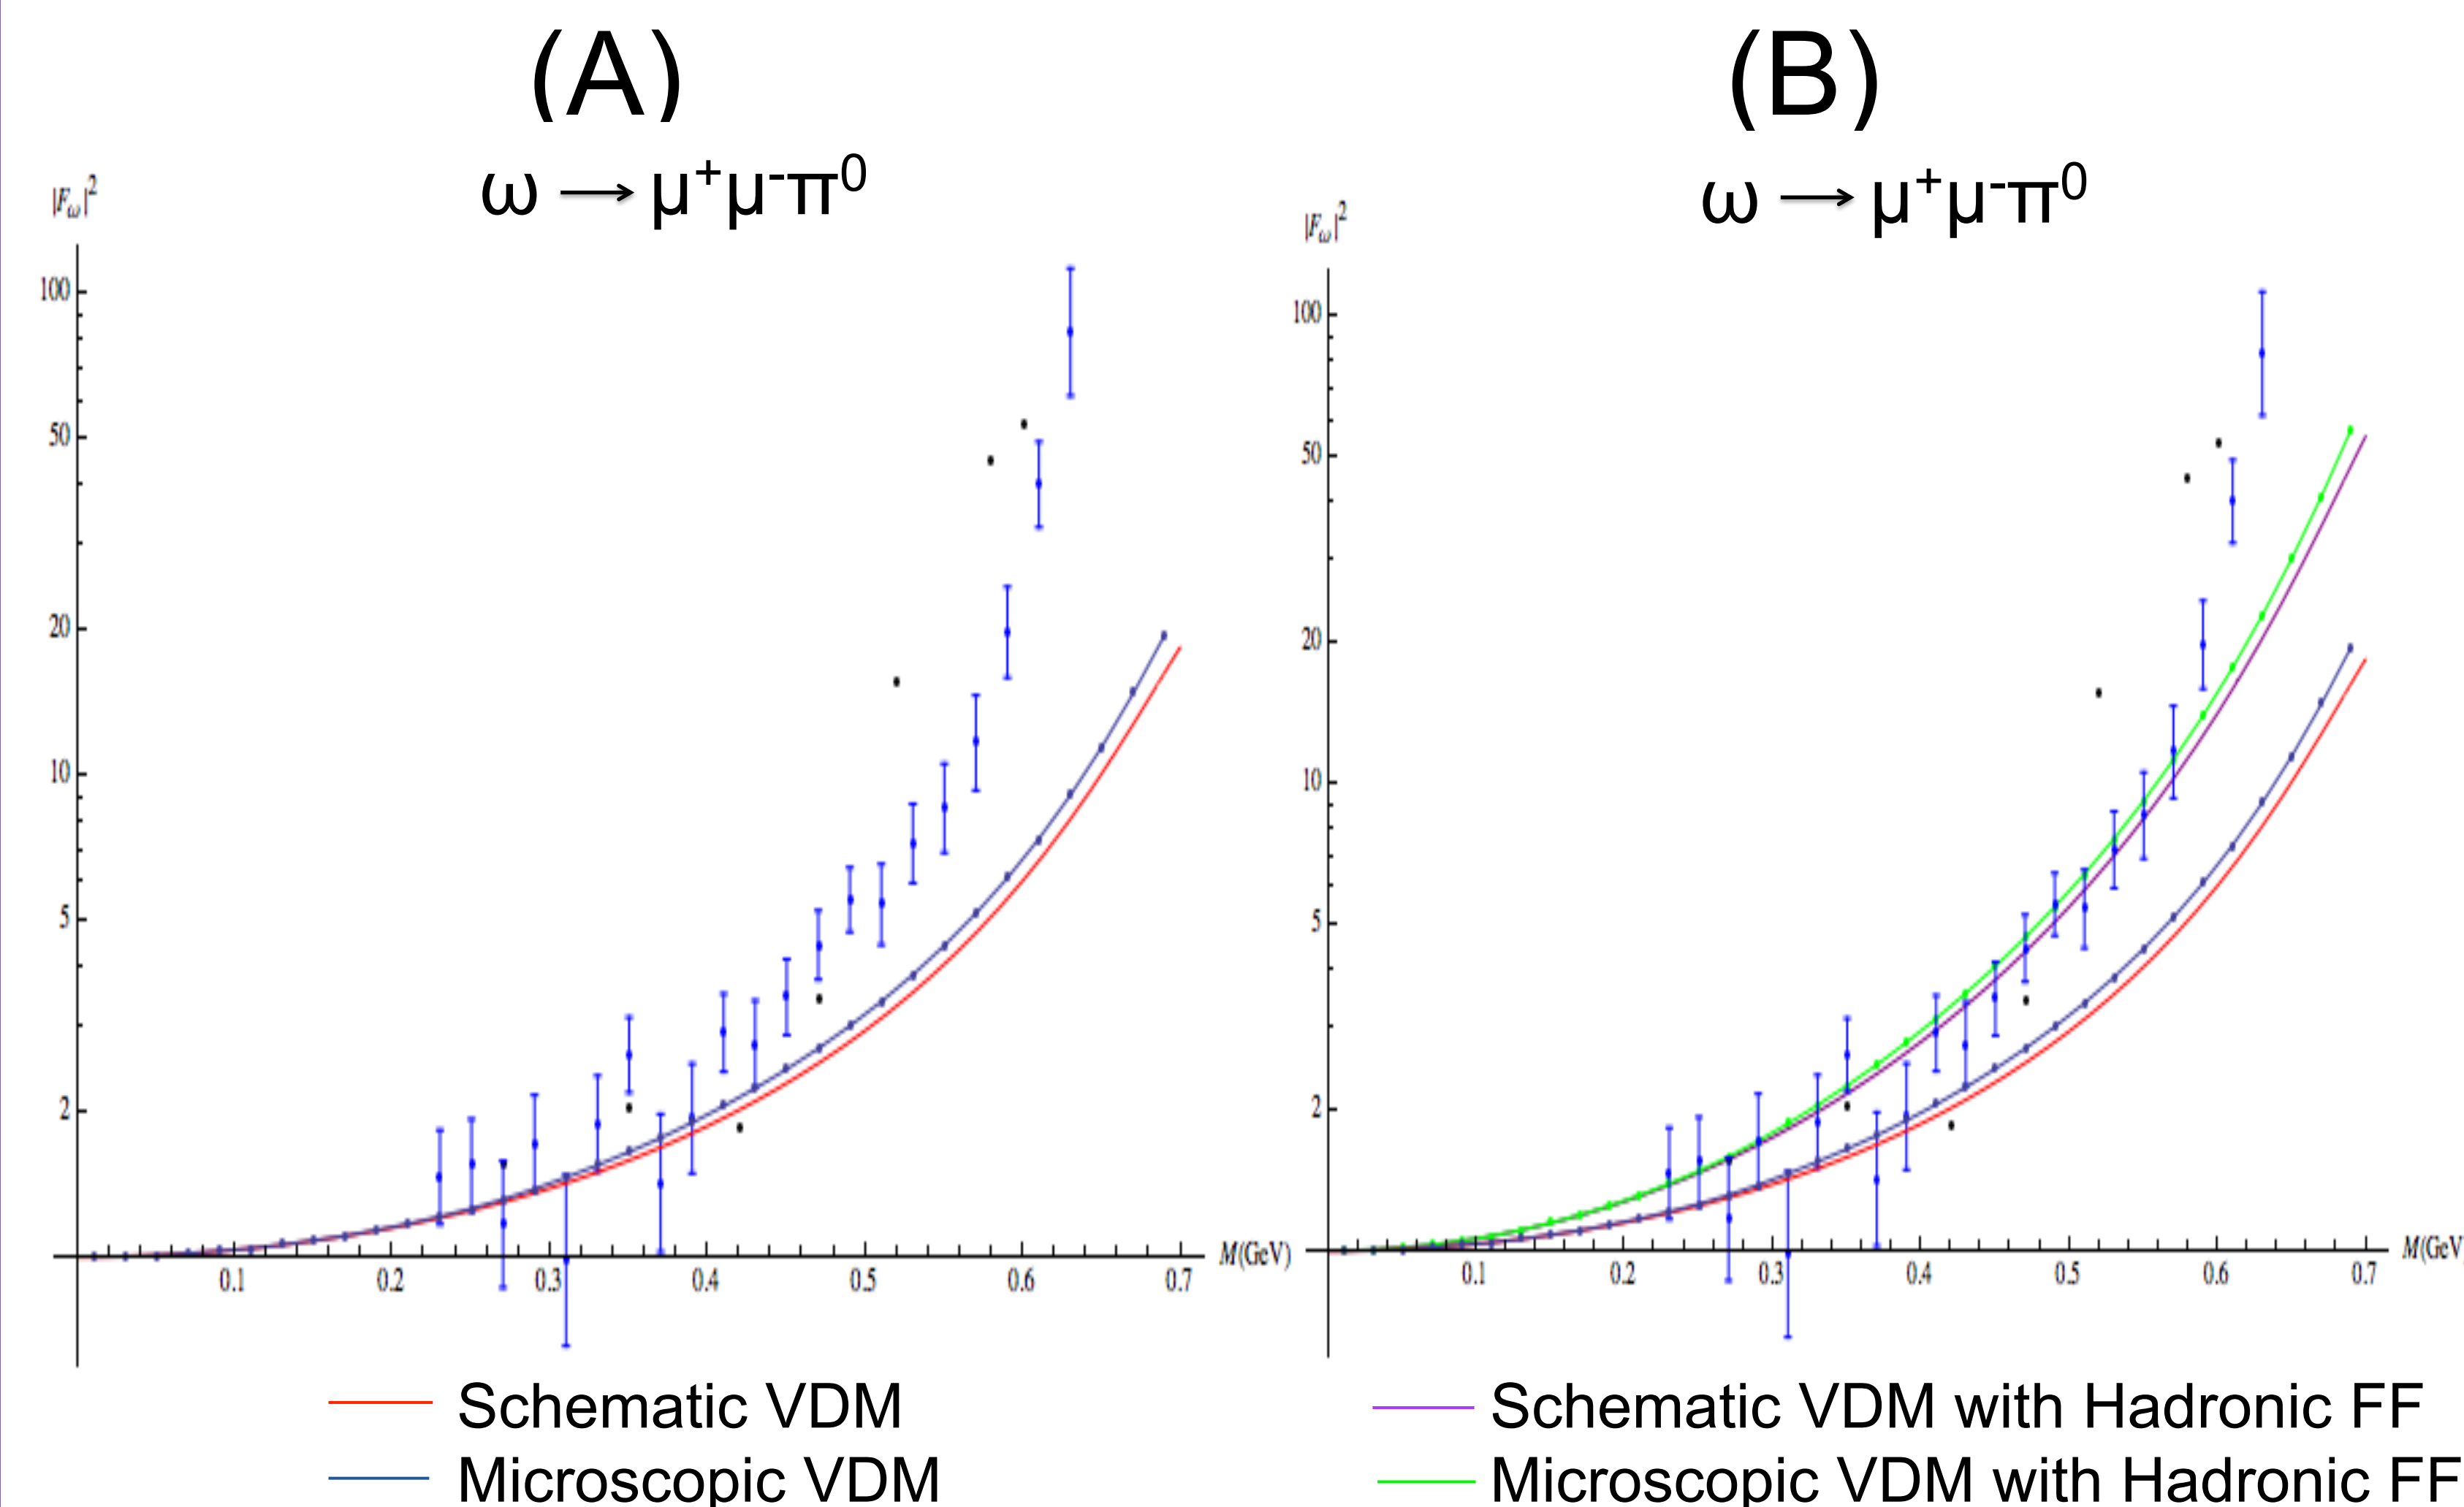 (A)
ω ⟶ μ⁺μ⁻π⁰
|F_ω|²
100
50
20
10
5
2
0.1 0.2 0.3 0.4 0.5 0.6 0.7
M(GeV)
Schematic VDM
Microscopic VDM
(B)
ω ⟶ μ⁺μ⁻π⁰
|F_ω|²
100
50
20
10
5
2
0.1 0.2 0.3 0.4 0.5 0.6 0.7
M(GeV
Schematic VDM with Hadronic FF
Microscopic VDM with Hadronic FF